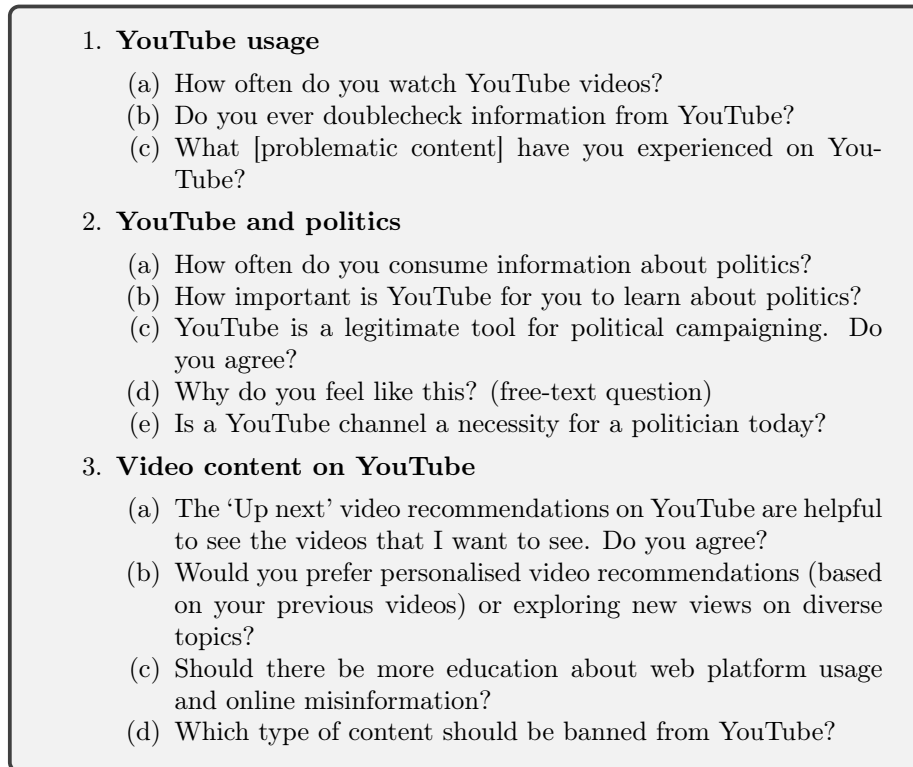 1. YouTube usage
(a) How often do you watch YouTube videos?
(b) Do you ever doublecheck information from YouTube?
(c) What [problematic content] have you experienced on You-
Tube?
2. YouTube and politics
(a) How often do you consume information about politics?
(b) How important is YouTube for you to learn about politics?
(c) YouTube is a legitimate tool for political campaigning. Do
you agree?
(d) Why do you feel like this? (free-text question)
(e) Is a YouTube channel a necessity for a politician today?
3. Video content on YouTube
(a) The ‘Up next’ video recommendations on YouTube are helpful
to see the videos that I want to see. Do you agree?
(b) Would you prefer personalised video recommendations (based
on your previous videos) or exploring new views on diverse
topics?
(c) Should there be more education about web platform usage
and online misinformation?
(d) Which type of content should be banned from YouTube?